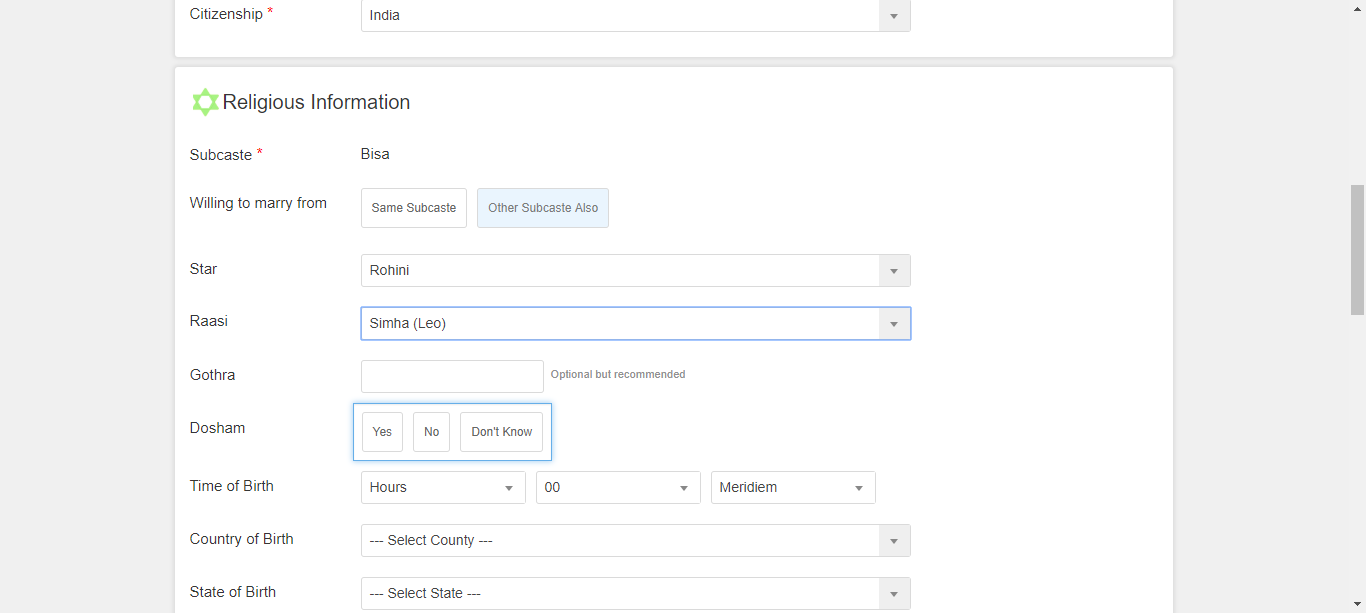 Citizenship * India
Religious Information
Subcaste * Bisa
Willing to marry from Same Subcaste Other Subcaste Also
Star Rohini
Raasi Simha (Leo)
Gothra Optional but recommended
Dosham Yes No Don't Know
Time of Birth Hours 00 Meridiem
Country of Birth --- Select County ---
State of Birth --- Select State ---